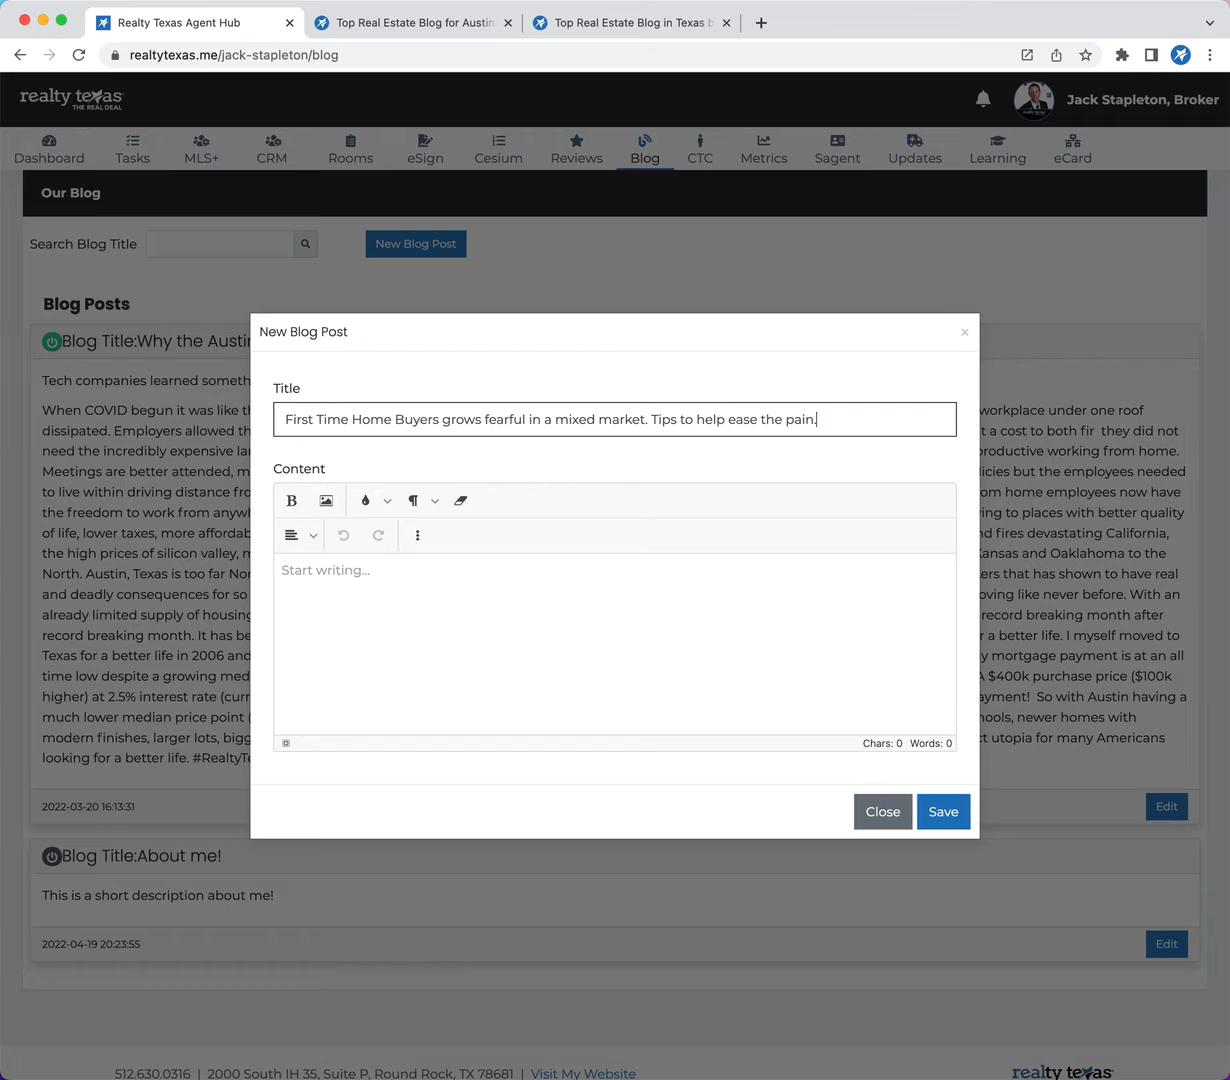 Realty Texas Agent Hub
Top Real Estate Blog for Austin
Top Real Estate Blog in Texas b
realtytexas.me/jack-stapleton/blog
realty texas
THE REAL DEAL
Jack Stapleton, Broker
Dashboard Tasks MLS+ CRM Rooms eSign Cesium Reviews Blog CTC Metrics Sagent Updates Learning eCard
Our Blog
Search Blog Title
New Blog Post
Blog Posts
Blog Title:Why the Austin
New Blog Post
×
Title
First Time Home Buyers grows fearful in a mixed market. Tips to help ease the pain.
Content
B
Start writing...
Chars: 0 Words: 0
Close Save
Tech companies learned someth
When COVID begun it was like th workplace under one roof
dissipated. Employers allowed th t a cost to both fir they did not
need the incredibly expensive lar productive working from home.
Meetings are better attended, m licies but the employees needed
to live within driving distance fro om home employees now have
the freedom to work from anywh ing to places with better quality
of life, lower taxes, more affordab nd fires devastating California,
the high prices of silicon valley, m Kansas and Oaklahoma to the
North. Austin, Texas is too far Nor ters that has shown to have real
and deadly consequences for so oving like never before. With an
already limited supply of housing record breaking month after
record breaking month. It has be r a better life. I myself moved to
Texas for a better life in 2006 and y mortgage payment is at an all
time low despite a growing med A $400k purchase price ($100k
higher) at 2.5% interest rate (curr ayment! So with Austin having a
much lower median price point ( hools, newer homes with
modern finishes, larger lots, bigg ct utopia for many Americans
looking for a better life. #RealtyTe
2022-03-20 16:13:31
Edit
Blog Title:About me!
This is a short description about me!
2022-04-19 20:23:55
Edit
512.630.0316 | 2000 South IH 35, Suite P, Round Rock, TX 78681 | Visit My Website
realty texas